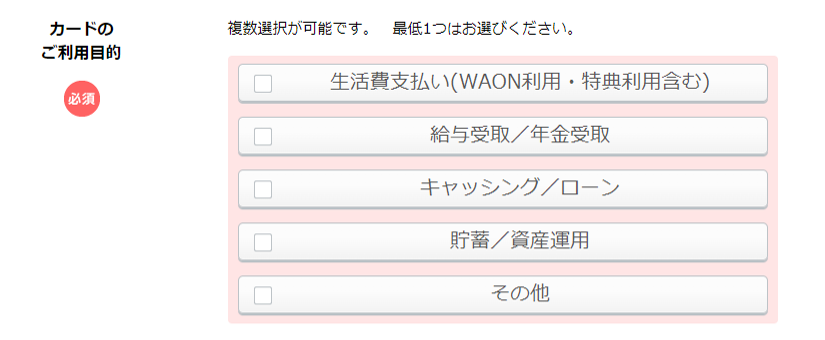 カードの
ご利用目的
必須
複数選択が可能です。　最低1つはお選びください。
生活費支払い(WAON利用・特典利用含む)
給与受取／年金受取
キャッシング／ローン
貯蓄／資産運用
その他